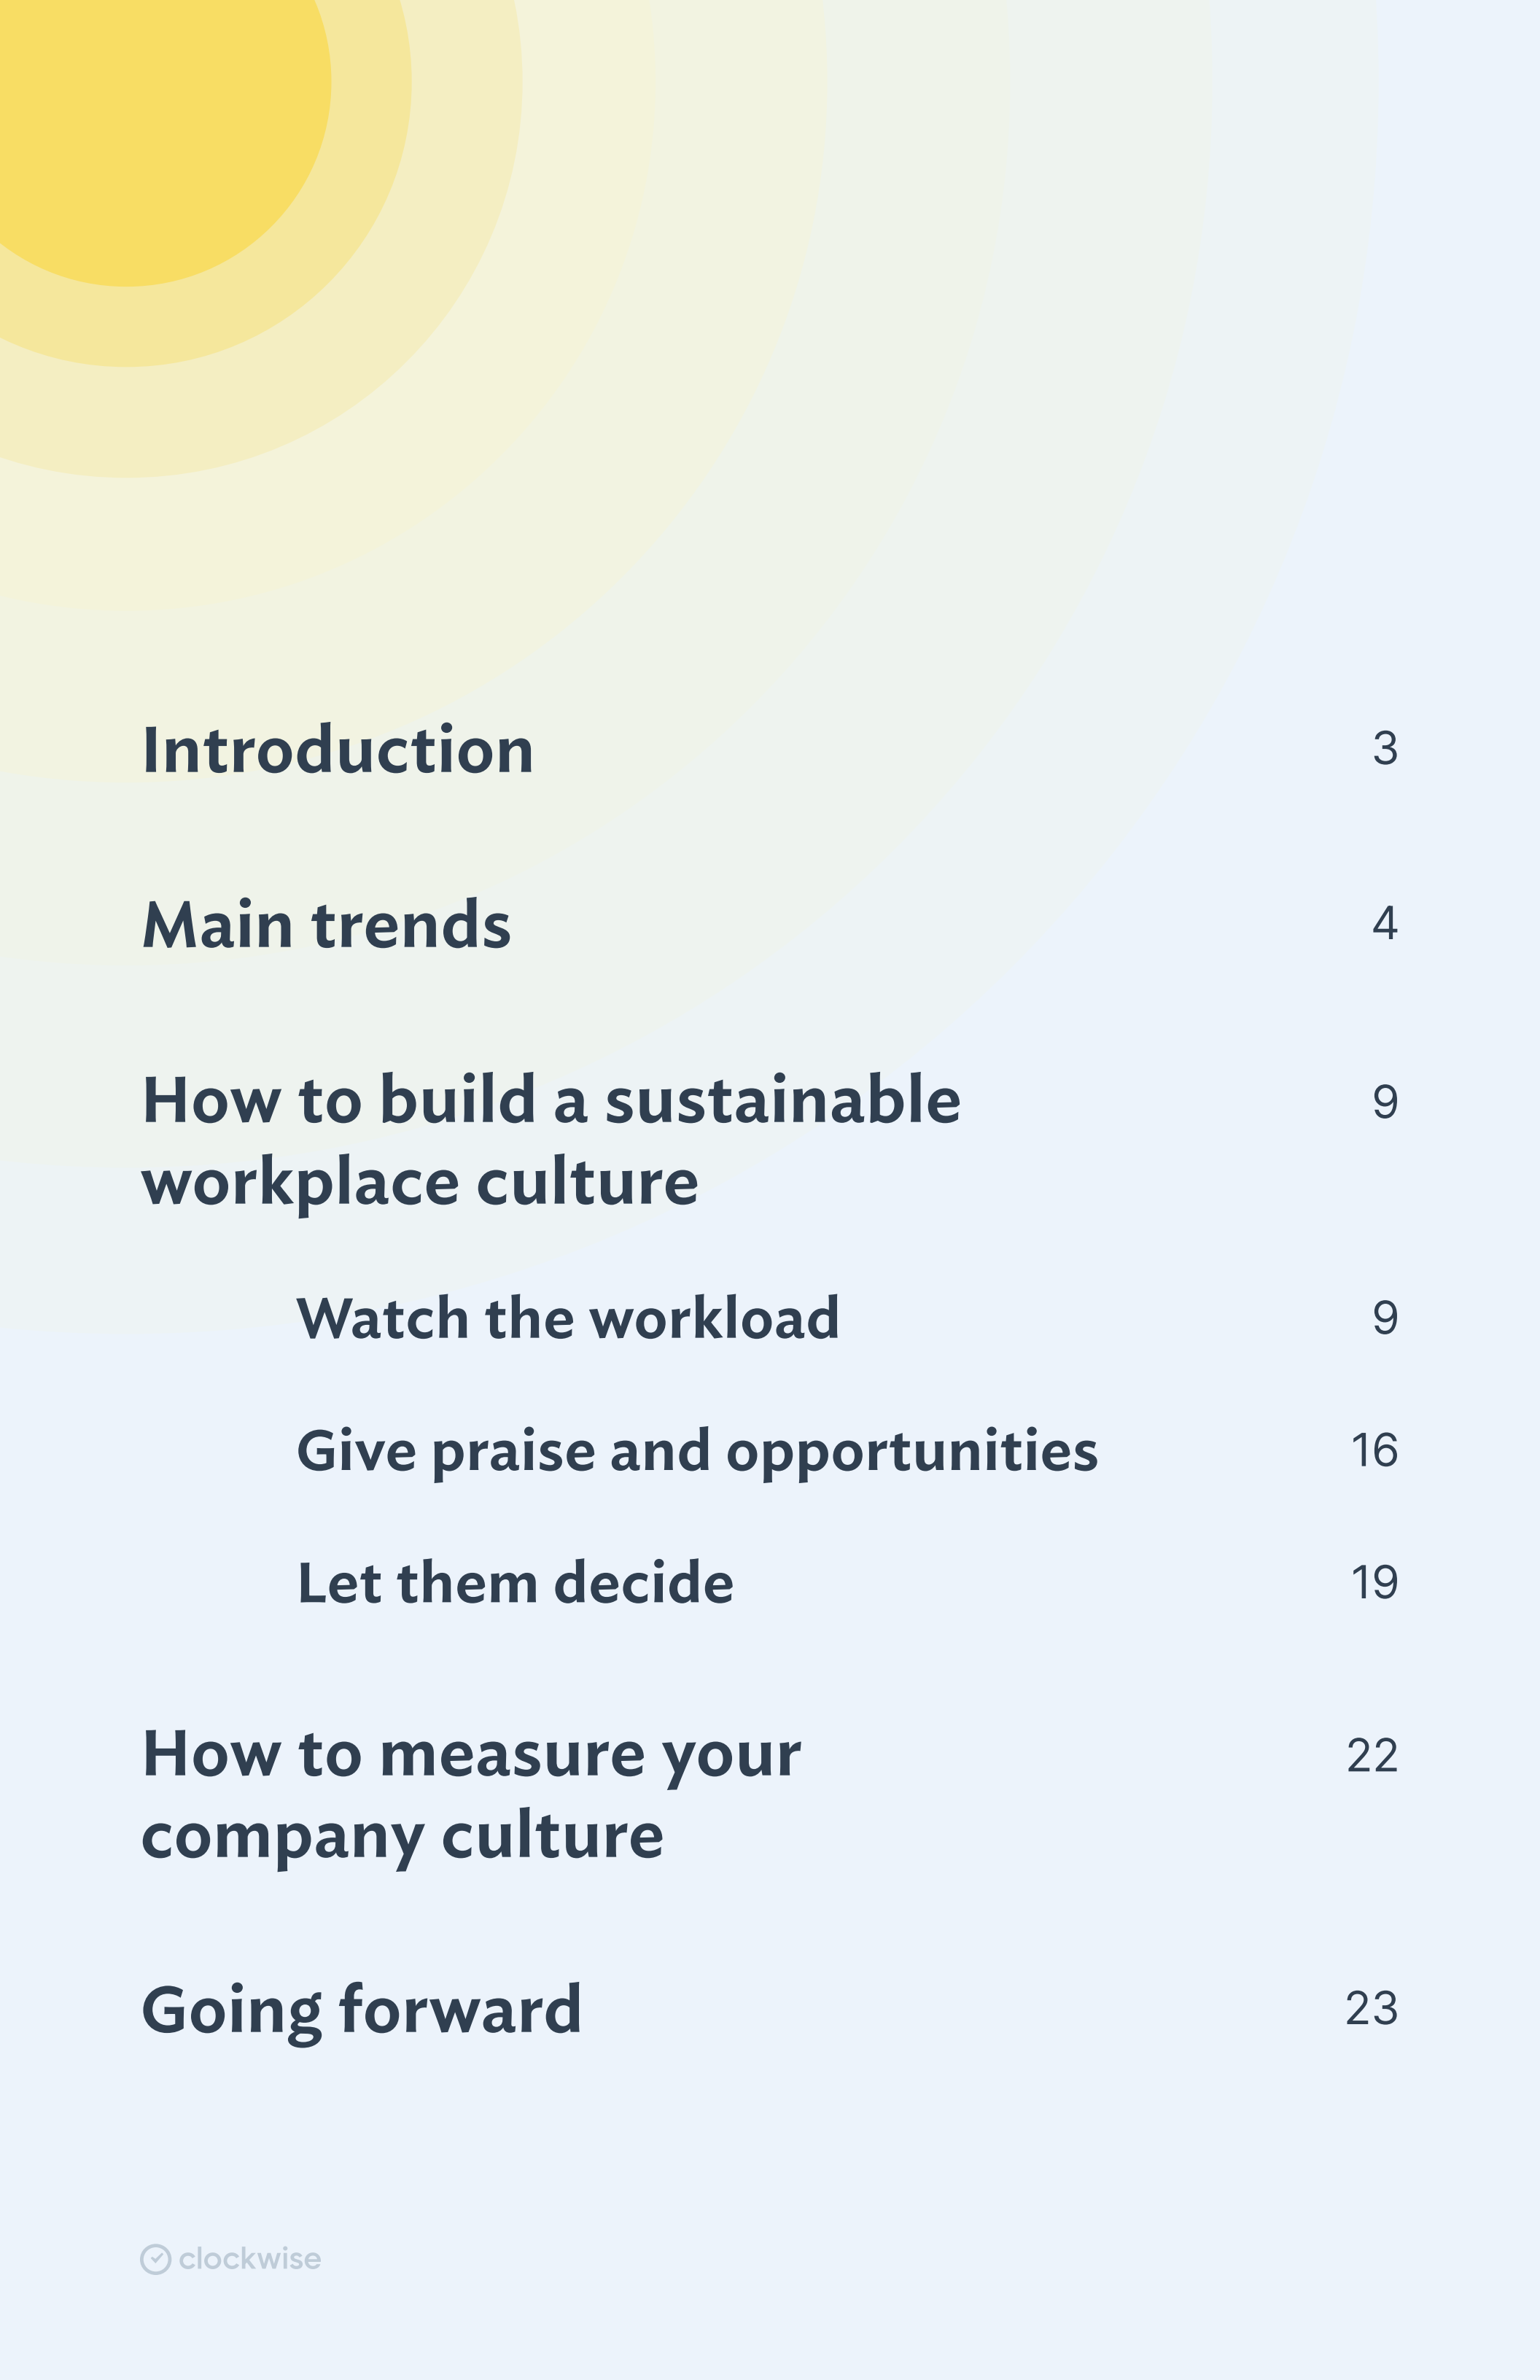 Introduction 3
Main trends 4
How to build a sustainable 9
workplace culture
Watch the workload 9
Give praise and opportunities 16
Let them decide 19
How to measure your 22
company culture
Going forward 23
clockwise